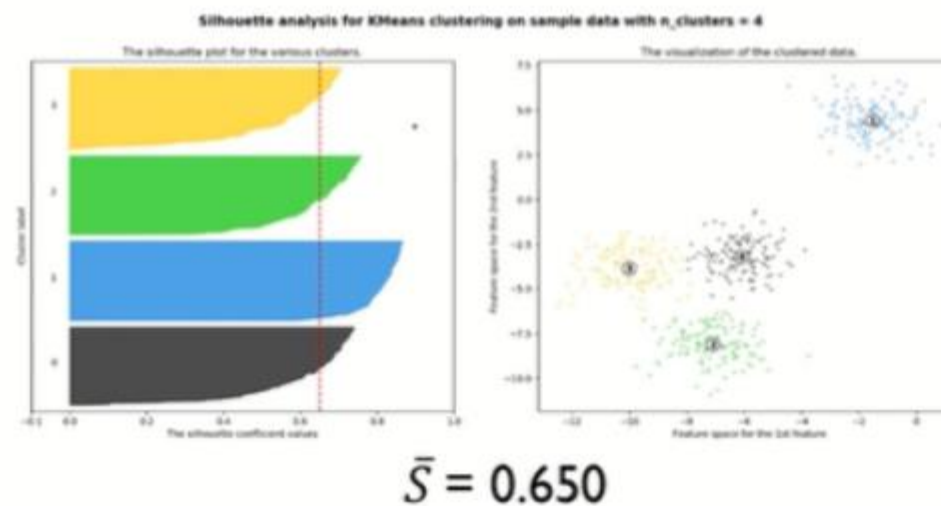 Silhouette analysis for KMeans clustering on sample data with n_clusters = 4
The silhouette plot for the various clusters.
Cluster label
3
2
1
0
-0.1 0.0 0.2 0.4 0.6 0.8 1.0
The silhouette coefficient values
The visualization of the clustered data.
Feature space for the 2nd feature
7.5
5.0
2.5
0.0
-2.5
-5.0
-7.5
-10.0
-12 -10 -8 -6 -4 -2 0
Feature space for the 1st feature
S̄ = 0.650